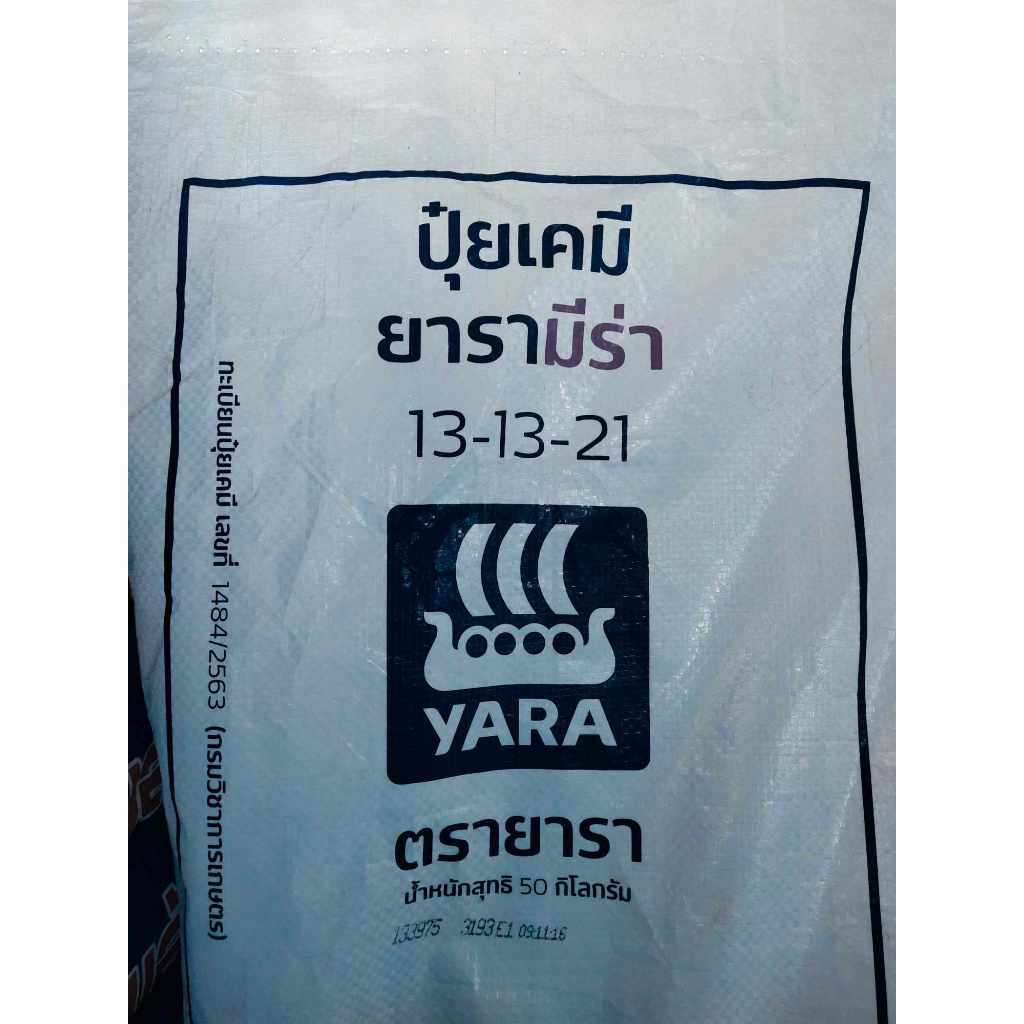 ปุ๋ยเคมี
ยารามีร่า
13-13-21
YARA
ตรายารา
น้ำหนักสุทธิ 50 กิโลกรัม
133975 3193E1 09:11:16
ทะเบียนปุ๋ยเคมี เลขที่ 1484/2563 (กรมวิชาการเกษตร)